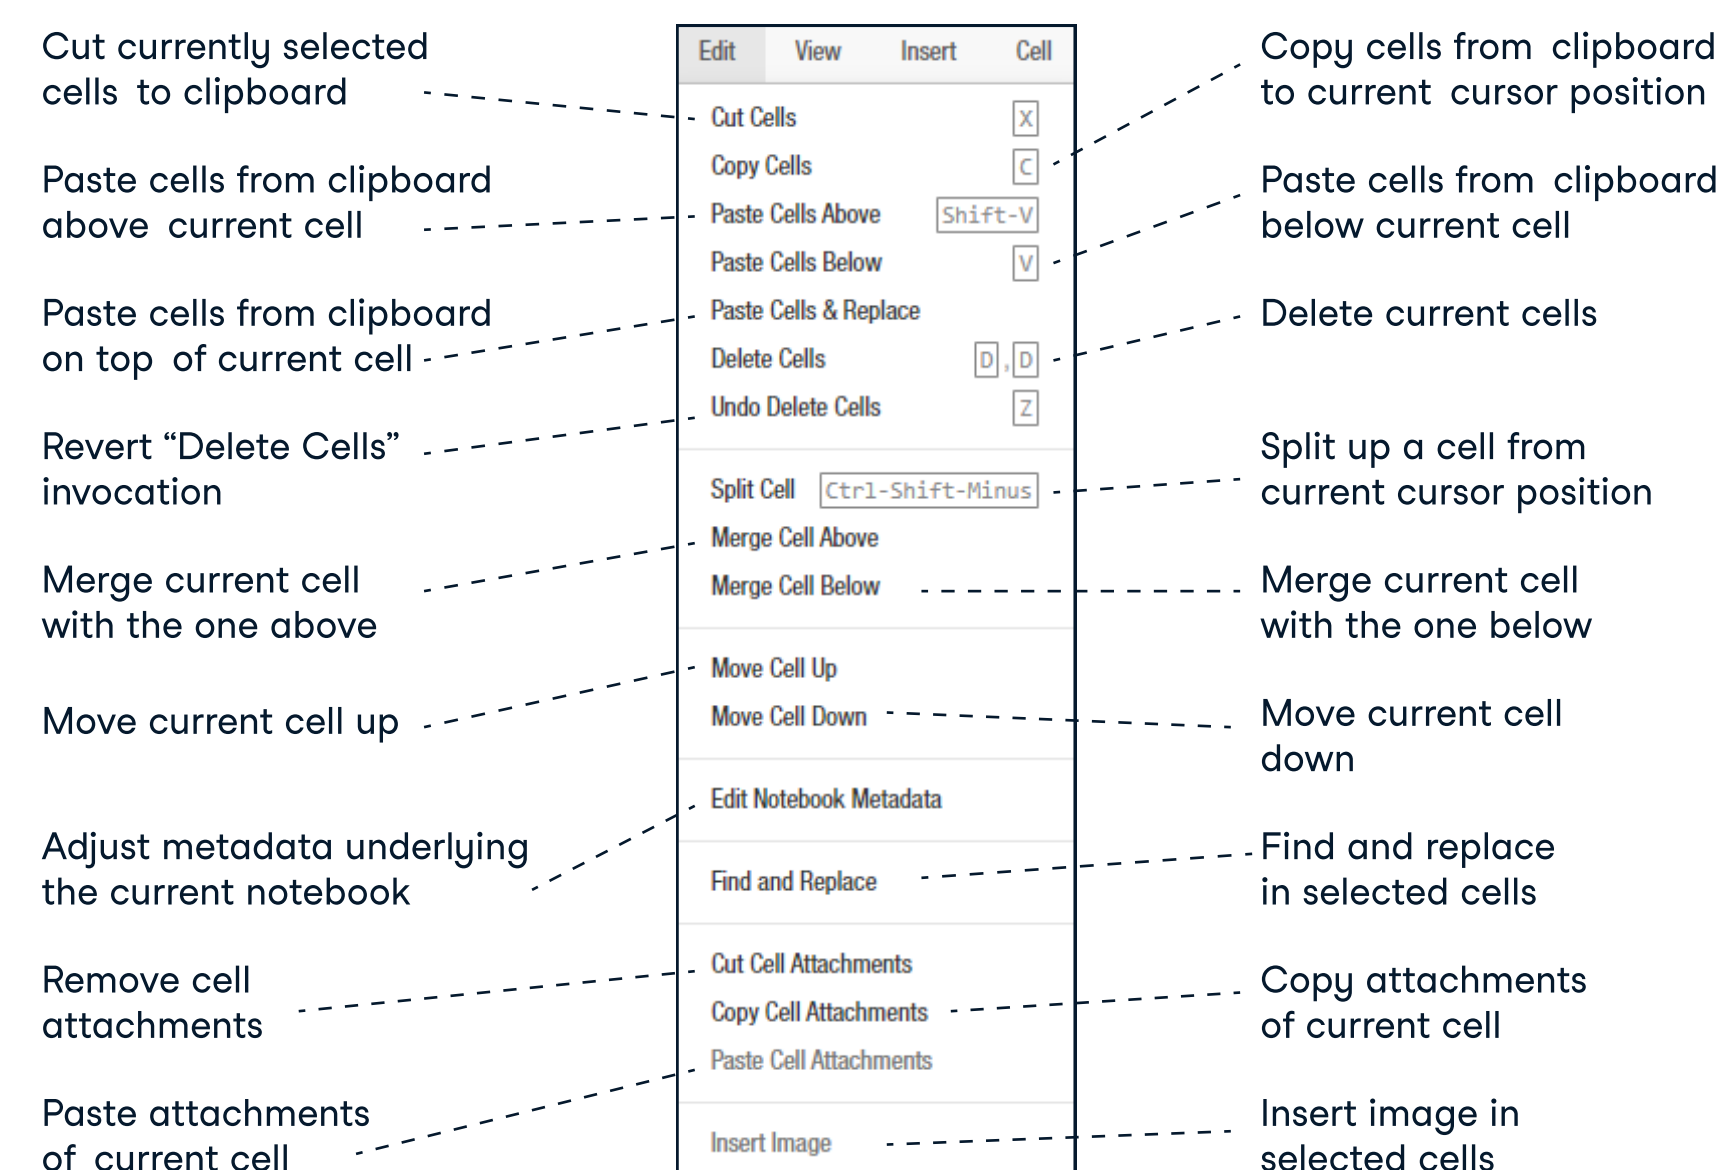 Cut currently selected
cells to clipboard
Paste cells from clipboard
above current cell
Paste cells from clipboard
on top of current cell
Revert “Delete Cells”
invocation
Merge current cell
with the one above
Move current cell up
Adjust metadata underlying
the current notebook
Remove cell
attachments
Paste attachments
of current cell
Edit View Insert Cell
Cut Cells X
Copy Cells C
Paste Cells Above Shift-V
Paste Cells Below V
Paste Cells & Replace
Delete Cells D,D
Undo Delete Cells Z
Split Cell Ctrl-Shift-Minus
Merge Cell Above
Merge Cell Below
Move Cell Up
Move Cell Down
Edit Notebook Metadata
Find and Replace
Cut Cell Attachments
Copy Cell Attachments
Paste Cell Attachments
Insert Image
Copy cells from clipboard
to current cursor position
Paste cells from clipboard
below current cell
Delete current cells
Split up a cell from
current cursor position
Merge current cell
with the one below
Move current cell
down
Find and replace
in selected cells
Copy attachments
of current cell
Insert image in
selected cells